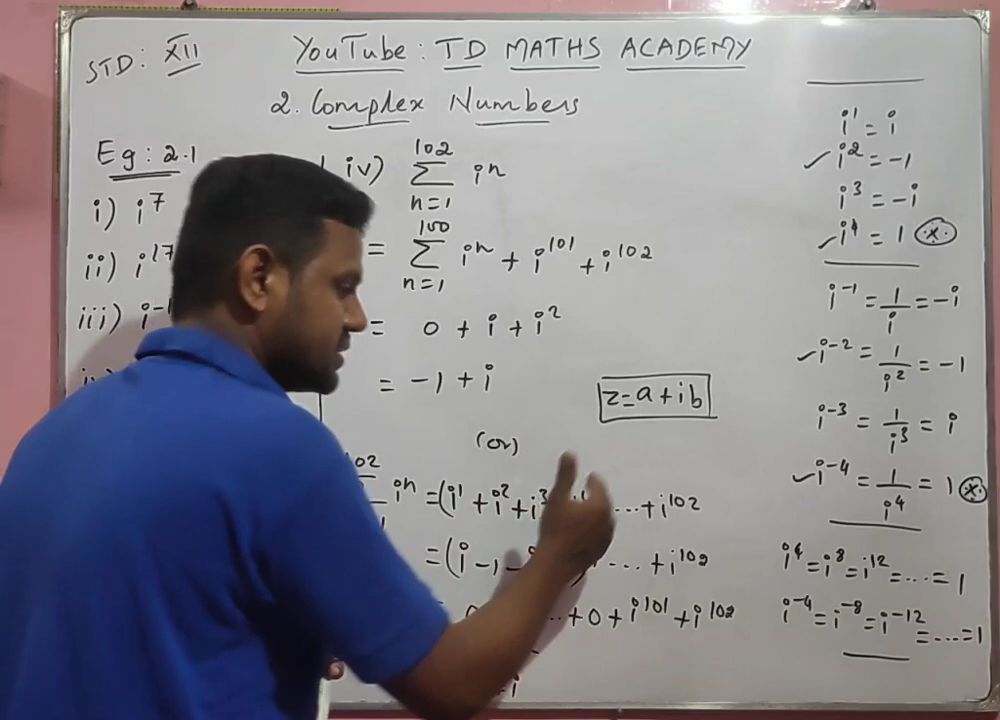 STD: XII
YouTube: TD MATHS ACADEMY
2. Complex Numbers
Eg: 2.1
i) i^7
ii) i^17
iii) i^-1
iv) ∑_{n=1}^{102} i^n
= ∑_{n=1}^{100} i^n + i^101 + i^102
= 0 + i + i^2
= -1 + i
z=a+ib
(or)
i^n = (i^1 + i^2 + i^3 ...+i^102
= (i -1 - ... + i^102
...+0+i^101+i^102
i
i^1 = i
✓ i^2 = -1
i^3 = -i
✓ i^4 = 1
i^-1 = 1/i = -i
✓ i^-2 = 1/i^2 = -1
i^-3 = 1/i^3 = i
✓ i^-4 = 1/i^4 = 1
i^4 = i^8 = i^12 = .... = 1
i^-4 = i^-8 = i^-12 = .... = 1